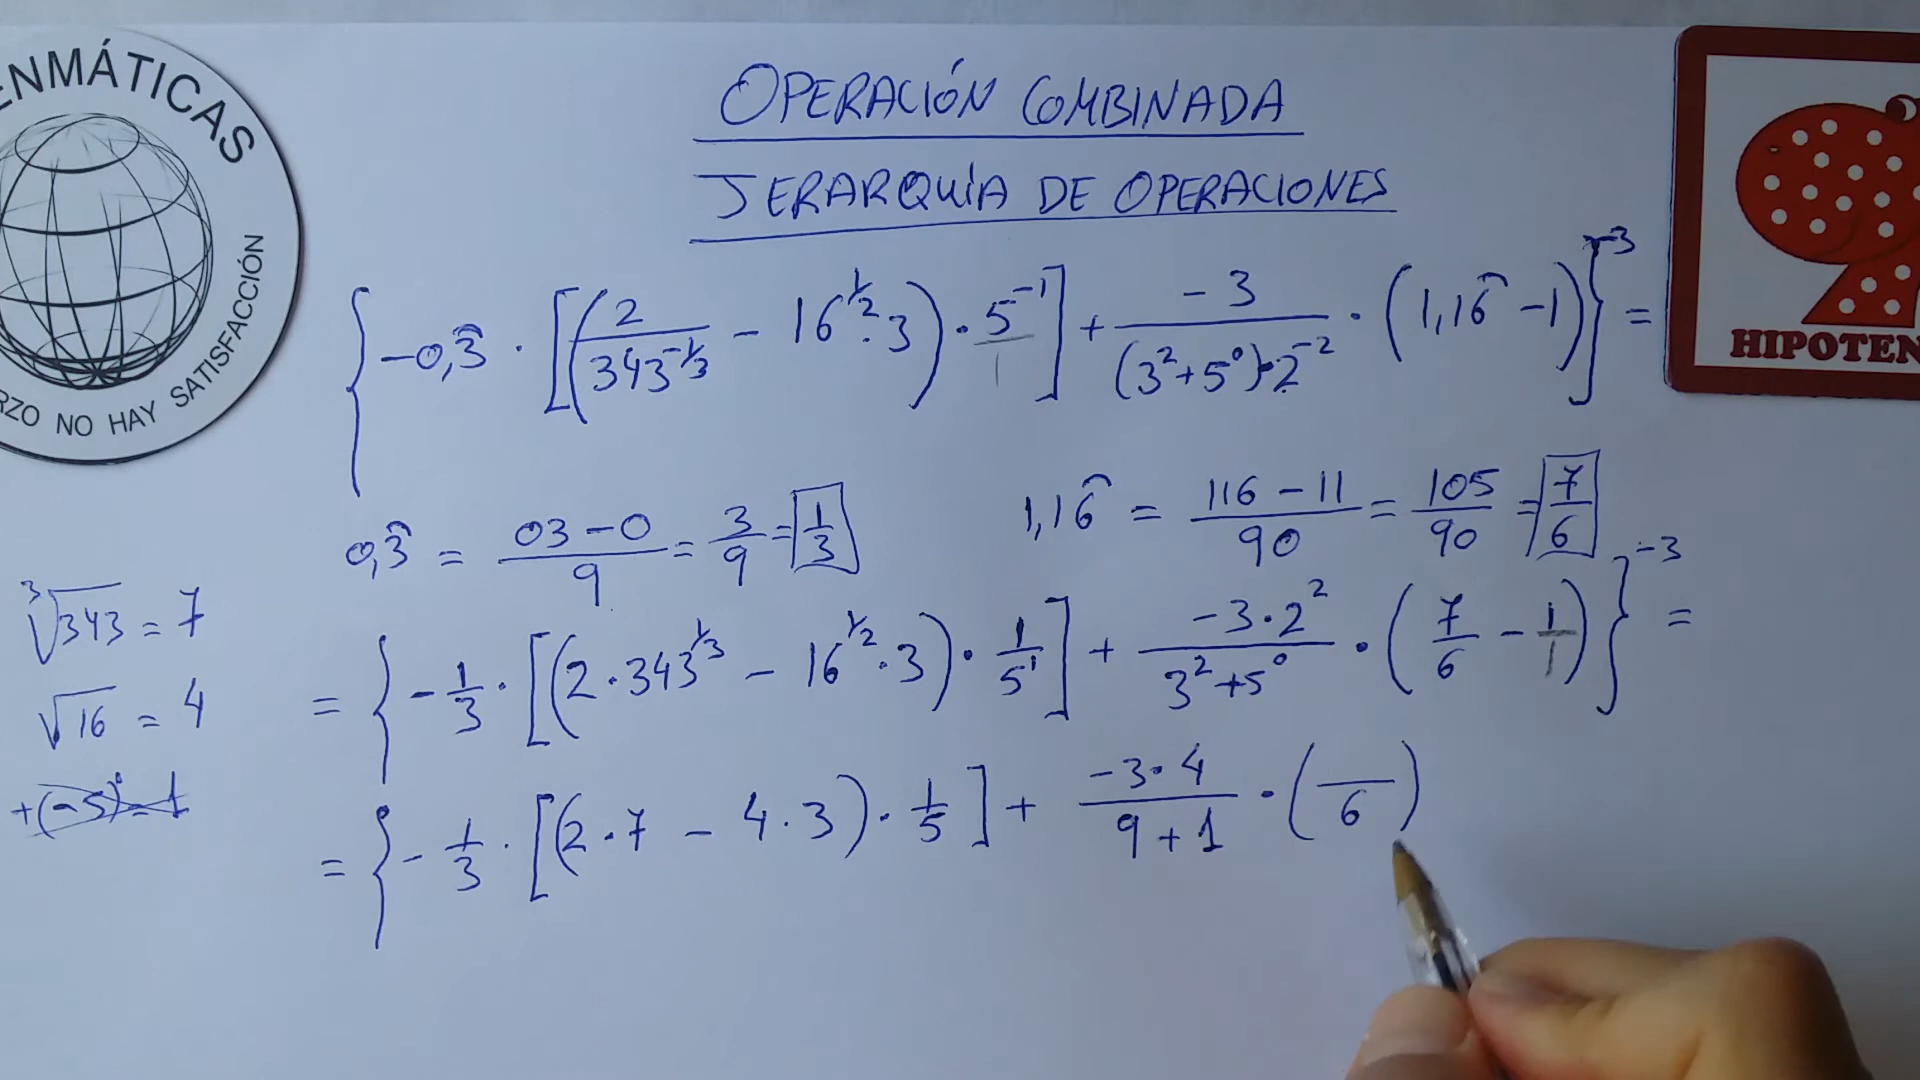 ENMÁTICAS
RZO NO HAY SATISFACCIÓN
HIPOTEN
OPERACIÓN COMBINADA
JERARQUÍA DE OPERACIONES
{-0,3̂ · [(2/343^(-1/3) - 16^(1/2) · 3) · 5^(-1)/1] + -3/((3²+5⁰)·2^(-2)) · (1,16̂ - 1)}^(-3) =
0,3̂ = (03-0)/9 = 3/9 = 1/3
1,16̂ = (116-11)/90 = 105/90 = 7/6
∛343 = 7
√16 = 4
+(-5)⁰=1
= {-1/3 · [(2·343^(1/3) - 16^(1/2)·3) · 1/5¹] + (-3·2²)/(3²+5⁰) · (7/6 - 1/1)}^(-3) =
= {-1/3 · [(2·7 - 4·3) · 1/5] + (-3·4)/(9+1) · (/6)